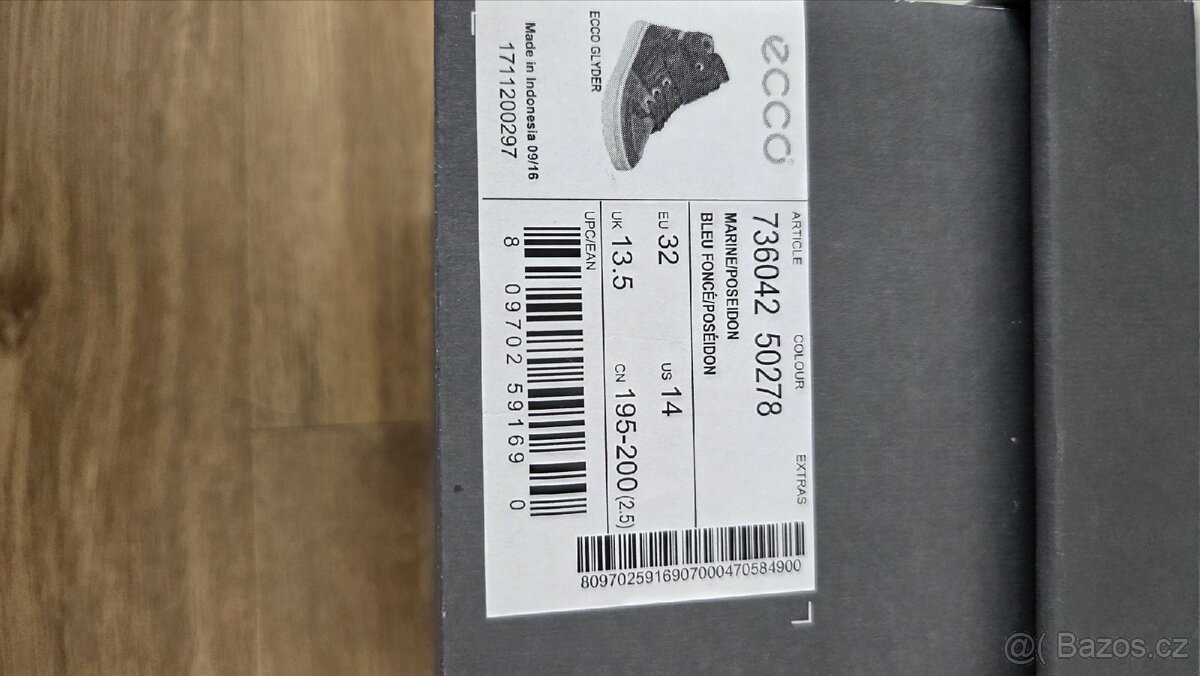 ecco
ECCO GLYDER
Made in Indonesia 09/16
1711200297
ARTICLE COLOUR EXTRAS
736042 50278
MARINE/POSEIDON
BLEU FONCÉ/POSÉIDON
EU 32 US 14
UK 13.5 CN 195-200 (2.5)
UPC/EAN
8 09702 59169 0
8097025916907000470584900
@( Bazos.cz